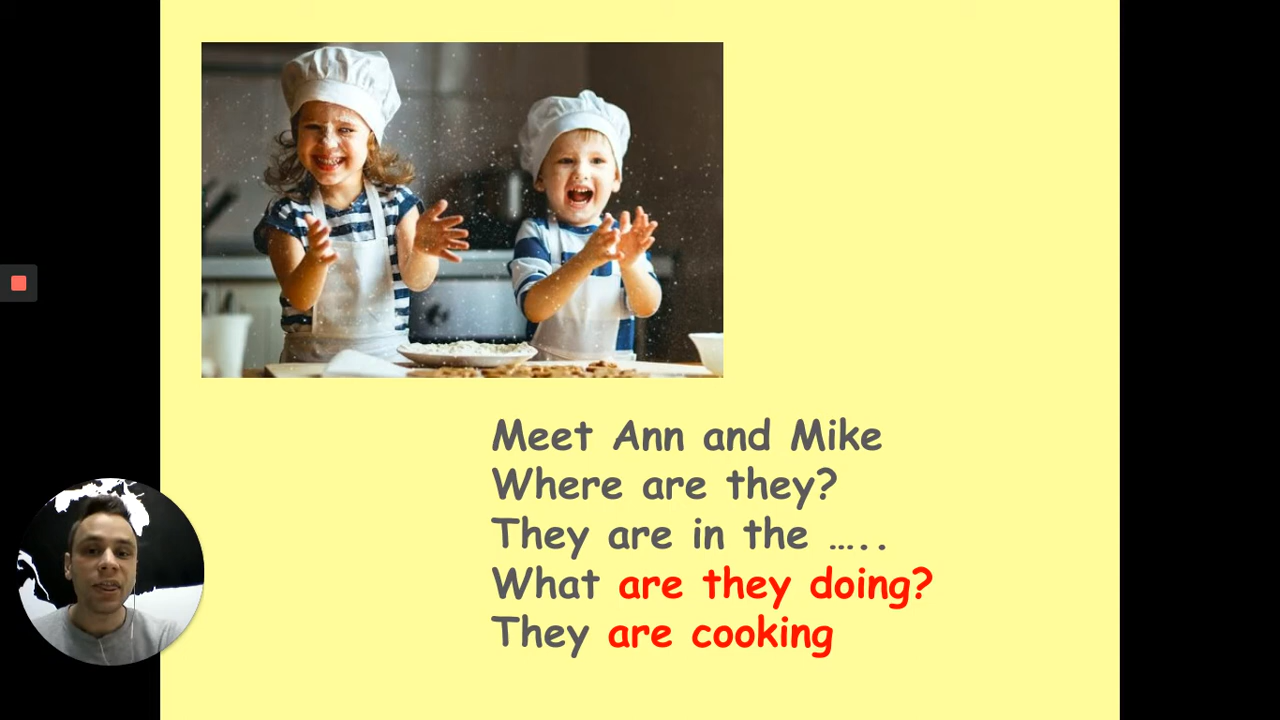 Meet Ann and Mike
Where are they?
They are in the .....
What are they doing?
They are cooking